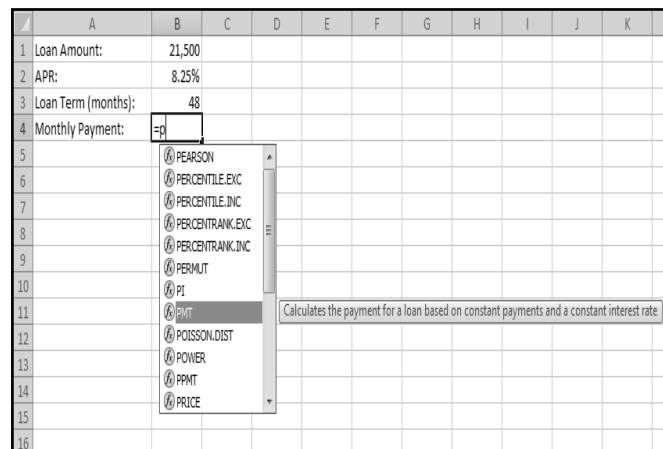 A B C D E F G H I J K
1 Loan Amount: 21,500
2 APR: 8.25%
3 Loan Term (months): 48
4 Monthly Payment: =p
5 PEARSON
6 PERCENTILE.EXC
7 PERCENTILE.INC
8 PERCENTRANK.EXC
9 PERCENTRANK.INC
PERMUT
10 PI
11 PMT Calculates the payment for a loan based on constant payments and a constant interest rate
12 POISSON.DIST
13 POWER
14 PPMT
15 PRICE
16